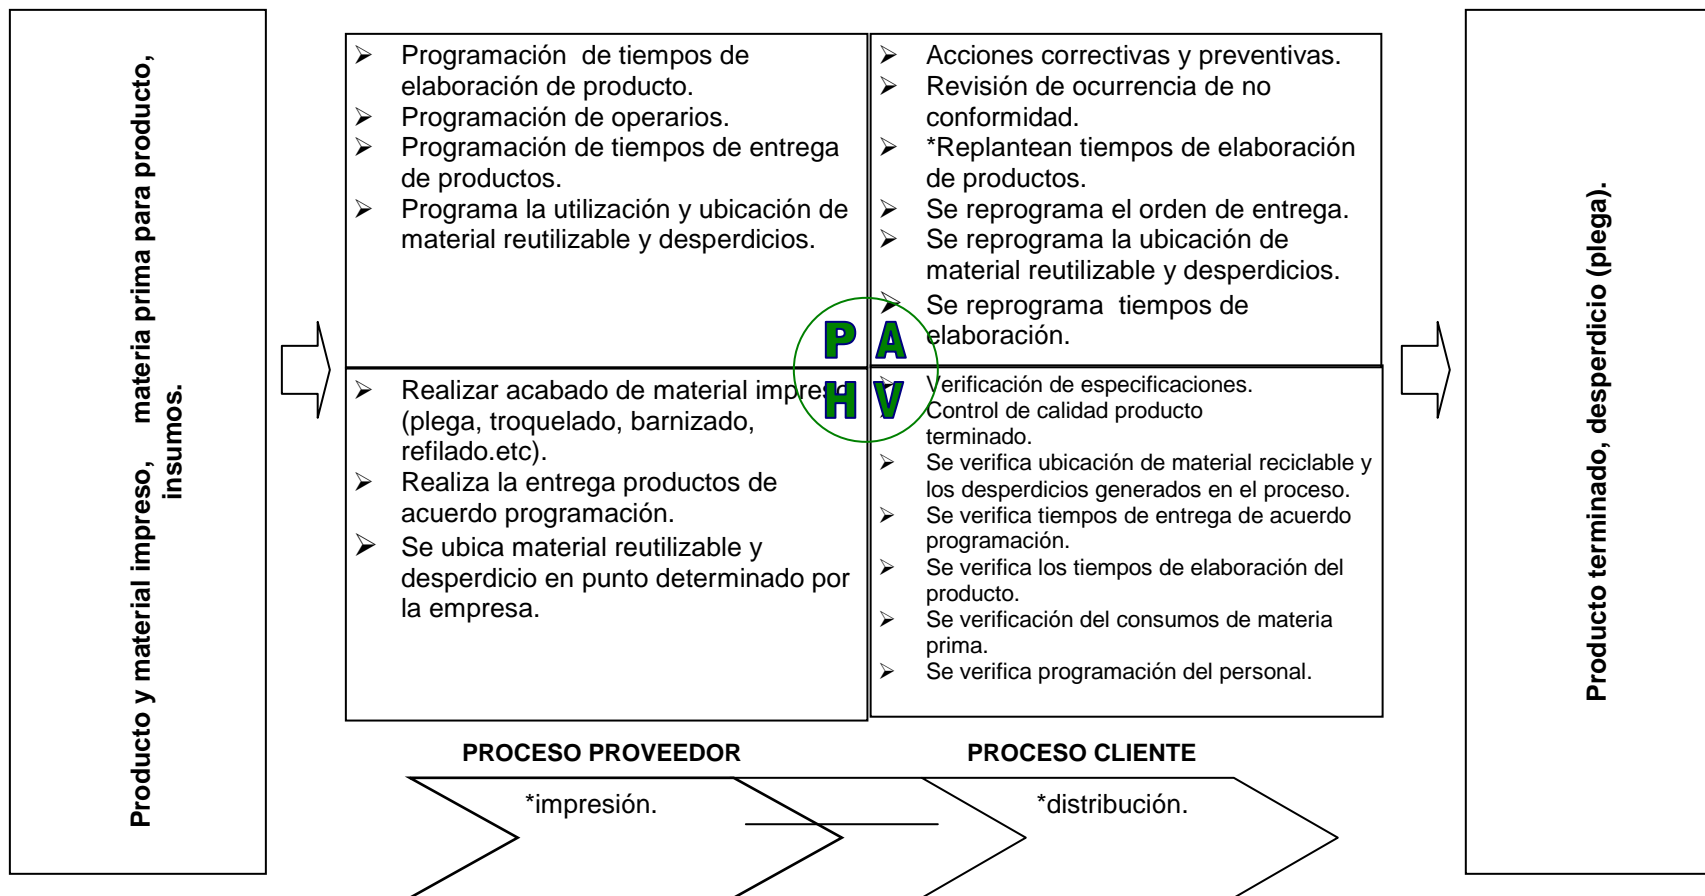 Producto y material impreso, materia prima para producto,
insumos.
Programación de tiempos de
elaboración de producto.
Programación de operarios.
Programación de tiempos de entrega
de productos.
Programa la utilización y ubicación de
material reutilizable y desperdicios.
Acciones correctivas y preventivas.
Revisión de ocurrencia de no
conformidad.
*Replantean tiempos de elaboración
de productos.
Se reprograma el orden de entrega.
Se reprograma la ubicación de
material reutilizable y desperdicios.
Se reprograma tiempos de
elaboración.
P A
H V
Realizar acabado de material impreso
(plega, troquelado, barnizado,
refilado.etc).
Realiza la entrega productos de
acuerdo programación.
Se ubica material reutilizable y
desperdicio en punto determinado por
la empresa.
Verificación de especificaciones.
Control de calidad producto
terminado.
Se verifica ubicación de material reciclable y
los desperdicios generados en el proceso.
Se verifica tiempos de entrega de acuerdo
programación.
Se verifica los tiempos de elaboración del
producto.
Se verificación del consumos de materia
prima.
Se verifica programación del personal.
Producto terminado, desperdicio (plega).
PROCESO PROVEEDOR
*impresión.
PROCESO CLIENTE
*distribución.